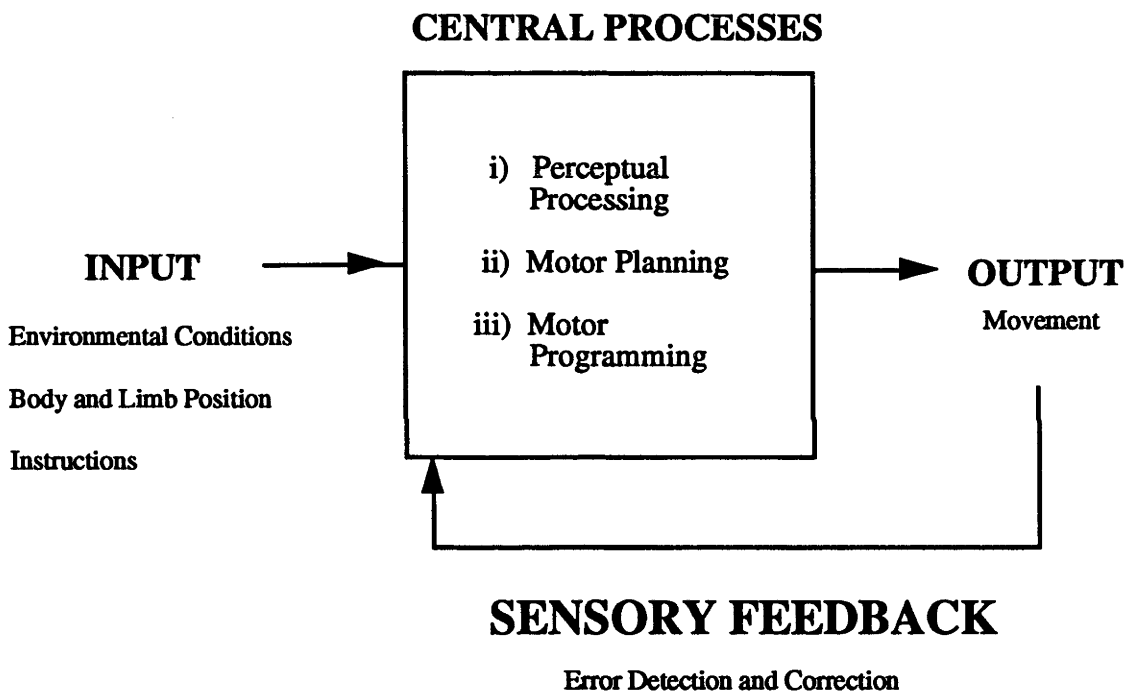 CENTRAL PROCESSES
i) Perceptual
Processing
ii) Motor Planning
iii) Motor
Programming
INPUT
Environmental Conditions
Body and Limb Position
Instructions
OUTPUT
Movement
SENSORY FEEDBACK
Error Detection and Correction